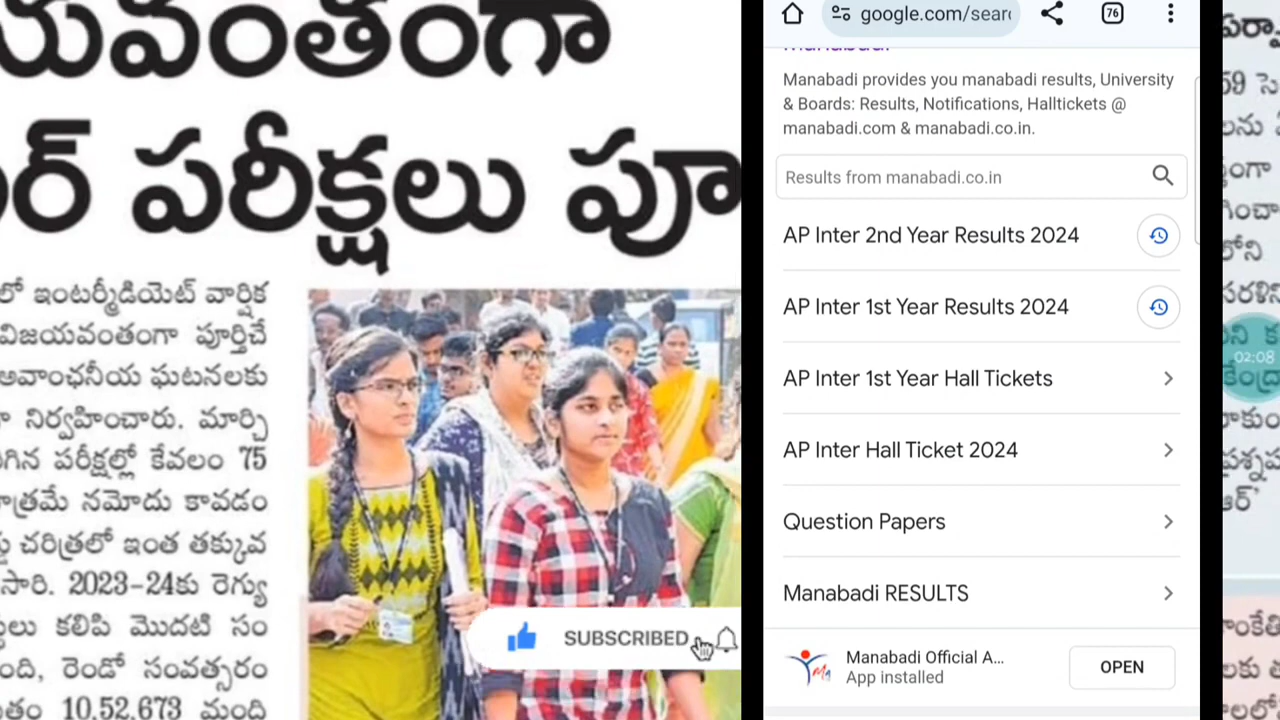 యవంతంగా
ర్ పరీక్షలు పూ
లో ఇంటర్మీడియెట్ వార్షిక
విజయవంతంగా పూర్తిచే
అవాంఛనీయ ఘటనలకు
నిర్వహించారు. మార్చి
గిన పరీక్షల్లో కేవలం 75
మాత్రమే నమోదు కావడం
చరిత్రలో ఇంత తక్కువ
సారి. 2023-24కు రెగ్యు
లు కలిపి మొదటి సం
ంది, రెండో సంవత్సరం
10,52,673 మంది
SUBSCRIBED
google.com/sear
76
Manabadi
Manabadi provides you manabadi results, University
& Boards: Results, Notifications, Halltickets @
manabadi.com & manabadi.co.in.
Results from manabadi.co.in
AP Inter 2nd Year Results 2024
AP Inter 1st Year Results 2024
AP Inter 1st Year Hall Tickets
AP Inter Hall Ticket 2024
Question Papers
Manabadi RESULTS
Manabadi Official A...
App installed
OPEN
02:08